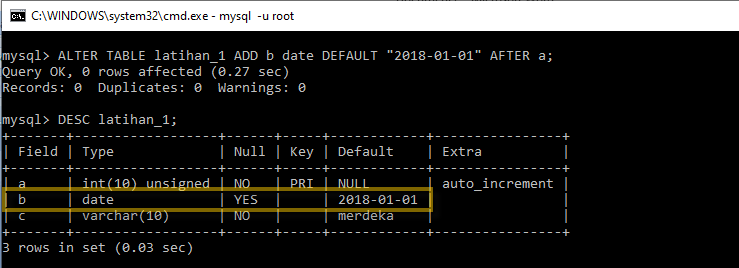 C:\WINDOWS\system32\cmd.exe - mysql  -u root
mysql> ALTER TABLE latihan_1 ADD b date DEFAULT "2018-01-01" AFTER a;
Query OK, 0 rows affected (0.27 sec)
Records: 0  Duplicates: 0  Warnings: 0
mysql> DESC latihan_1;
+-------+------------------+------+-----+------------+----------------+
| Field | Type             | Null | Key | Default    | Extra          |
+-------+------------------+------+-----+------------+----------------+
| a     | int(10) unsigned | NO   | PRI | NULL       | auto_increment |
| b     | date             | YES  |     | 2018-01-01 |                |
| c     | varchar(10)      | NO   |     | merdeka    |                |
+-------+------------------+------+-----+------------+----------------+
3 rows in set (0.03 sec)